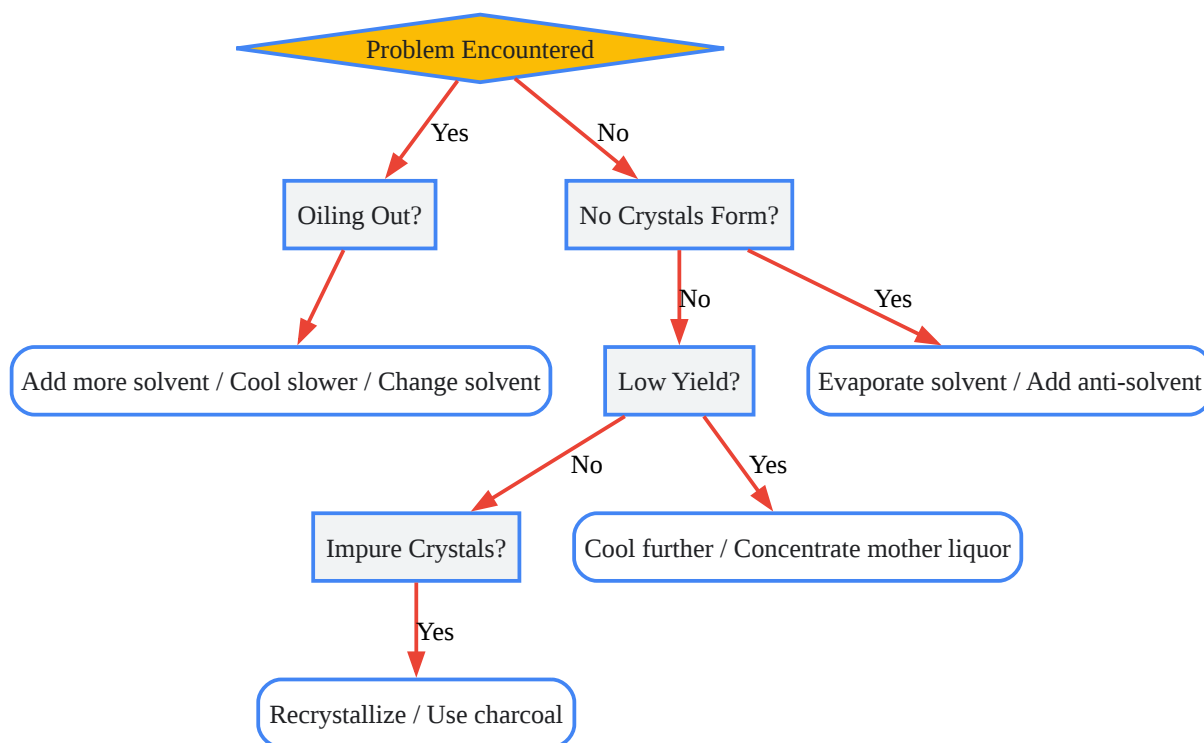 Problem Encountered
Yes
No
Oiling Out?
No Crystals Form?
No
Yes
Add more solvent / Cool slower / Change solvent
Low Yield?
Evaporate solvent / Add anti-solvent
No
Yes
Impure Crystals?
Cool further / Concentrate mother liquor
Yes
Recrystallize / Use charcoal